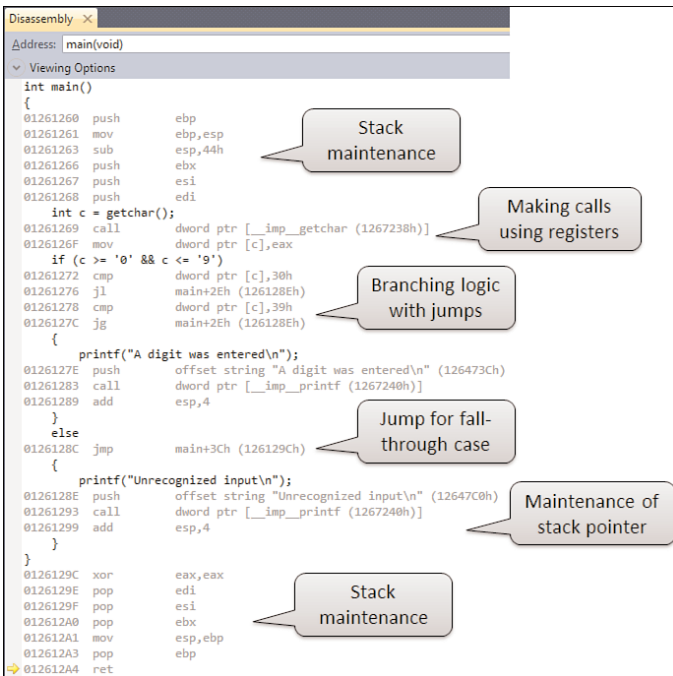 Disassembly
Address: main(void)
Viewing Options
int main()
{
01261260 push ebp
01261261 mov ebp,esp
01261263 sub esp,44h
01261266 push ebx
01261267 push esi
01261268 push edi
Stack
maintenance
int c = getchar();
01261269 call dword ptr [__imp__getchar (1267238h)]
0126126F mov dword ptr [c],eax
Making calls
using registers
if (c >= '0' && c <= '9')
01261272 cmp dword ptr [c],30h
01261276 jl main+2Eh (126128Eh)
01261278 cmp dword ptr [c],39h
0126127C jg main+2Eh (126128Eh)
Branching logic
with jumps
{
printf("A digit was entered\n");
0126127E push offset string "A digit was entered\n" (126473Ch)
01261283 call dword ptr [__imp__printf (1267240h)]
01261289 add esp,4
}
else
0126128C jmp main+3Ch (126129Ch)
Jump for fall-
through case
{
printf("Unrecognized input\n");
0126128E push offset string "Unrecognized input\n" (12647C0h)
01261293 call dword ptr [__imp__printf (1267240h)]
01261299 add esp,4
Maintenance of
stack pointer
}
}
0126129C xor eax,eax
0126129E pop edi
0126129F pop esi
012612A0 pop ebx
012612A1 mov esp,ebp
012612A3 pop ebp
012612A4 ret
Stack
maintenance